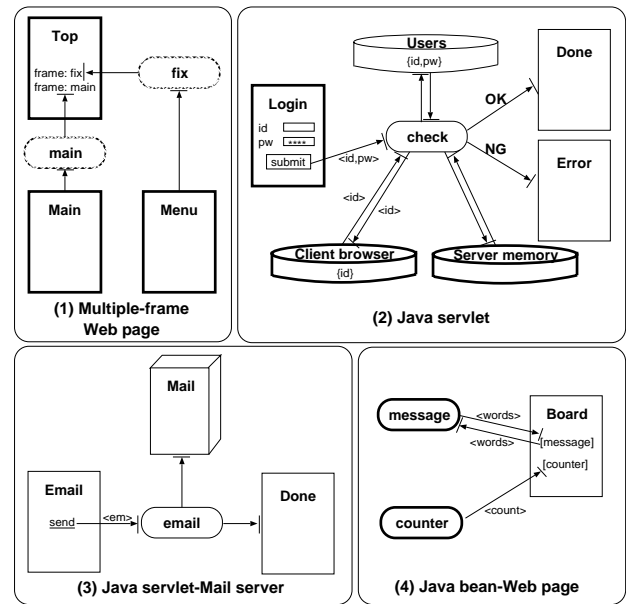 Top
frame: fix
frame: main
fix
main
Main
Menu
(1) Multiple-frame
Web page
Users
{id,pw}
Done
Login
id
pw ****
submit
<id,pw>
check
OK
NG
Error
<id>
<id>
Client browser
{id}
Server memory
(2) Java servlet
Mail
Email
send
<em>
email
Done
(3) Java servlet-Mail server
message
<words>
<words>
Board
[message]
[counter]
counter
<count>
(4) Java bean-Web page